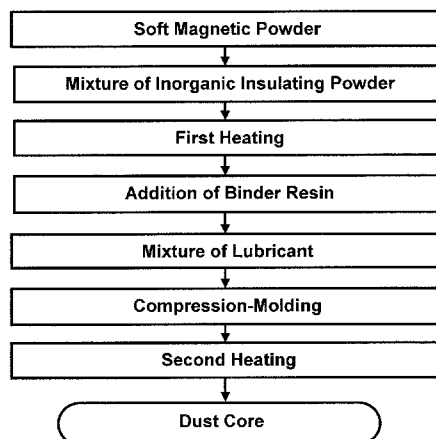 Soft Magnetic Powder
Mixture of Inorganic Insulating Powder
First Heating
Addition of Binder Resin
Mixture of Lubricant
Compression-Molding
Second Heating
Dust Core